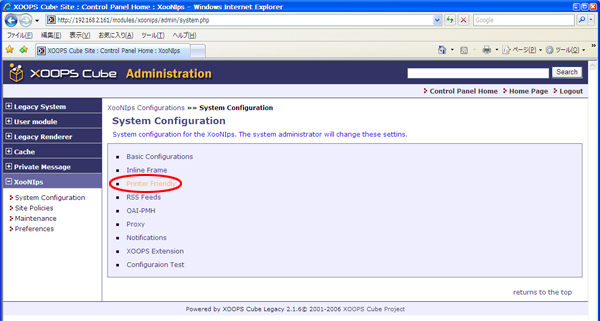 XOOPS Cube Site : Control Panel Home : XooNIps - Windows Internet Explorer
http://192.168.2.161/modules/xoonips/admin/system.php
Google
ファイル(F) 編集(E) 表示(V) お気に入り(A) ツール(T) ヘルプ(H)
XOOPS Cube Site : Control Panel Home : XooNIps
ページ(P) ツール(O)
XOOPS Cube Administration
Search
Control Panel Home Home Page Logout
Legacy System
User module
Legacy Renderer
Cache
Private Message
XooNIps
System Configuration
Site Policies
Maintenance
Preferences
XooNIps Configurations »» System Configuration
System Configuration
System configuration for the XooNIps. The system administrator will change these settins.
Basic Configurations
Inline Frame
Printer Friendly
RSS Feeds
OAI-PMH
Proxy
Notifications
XOOPS Extension
Configuraion Test
returns to the top
Powered by XOOPS Cube Legacy 2.1.6© 2001-2006 XOOPS Cube Project